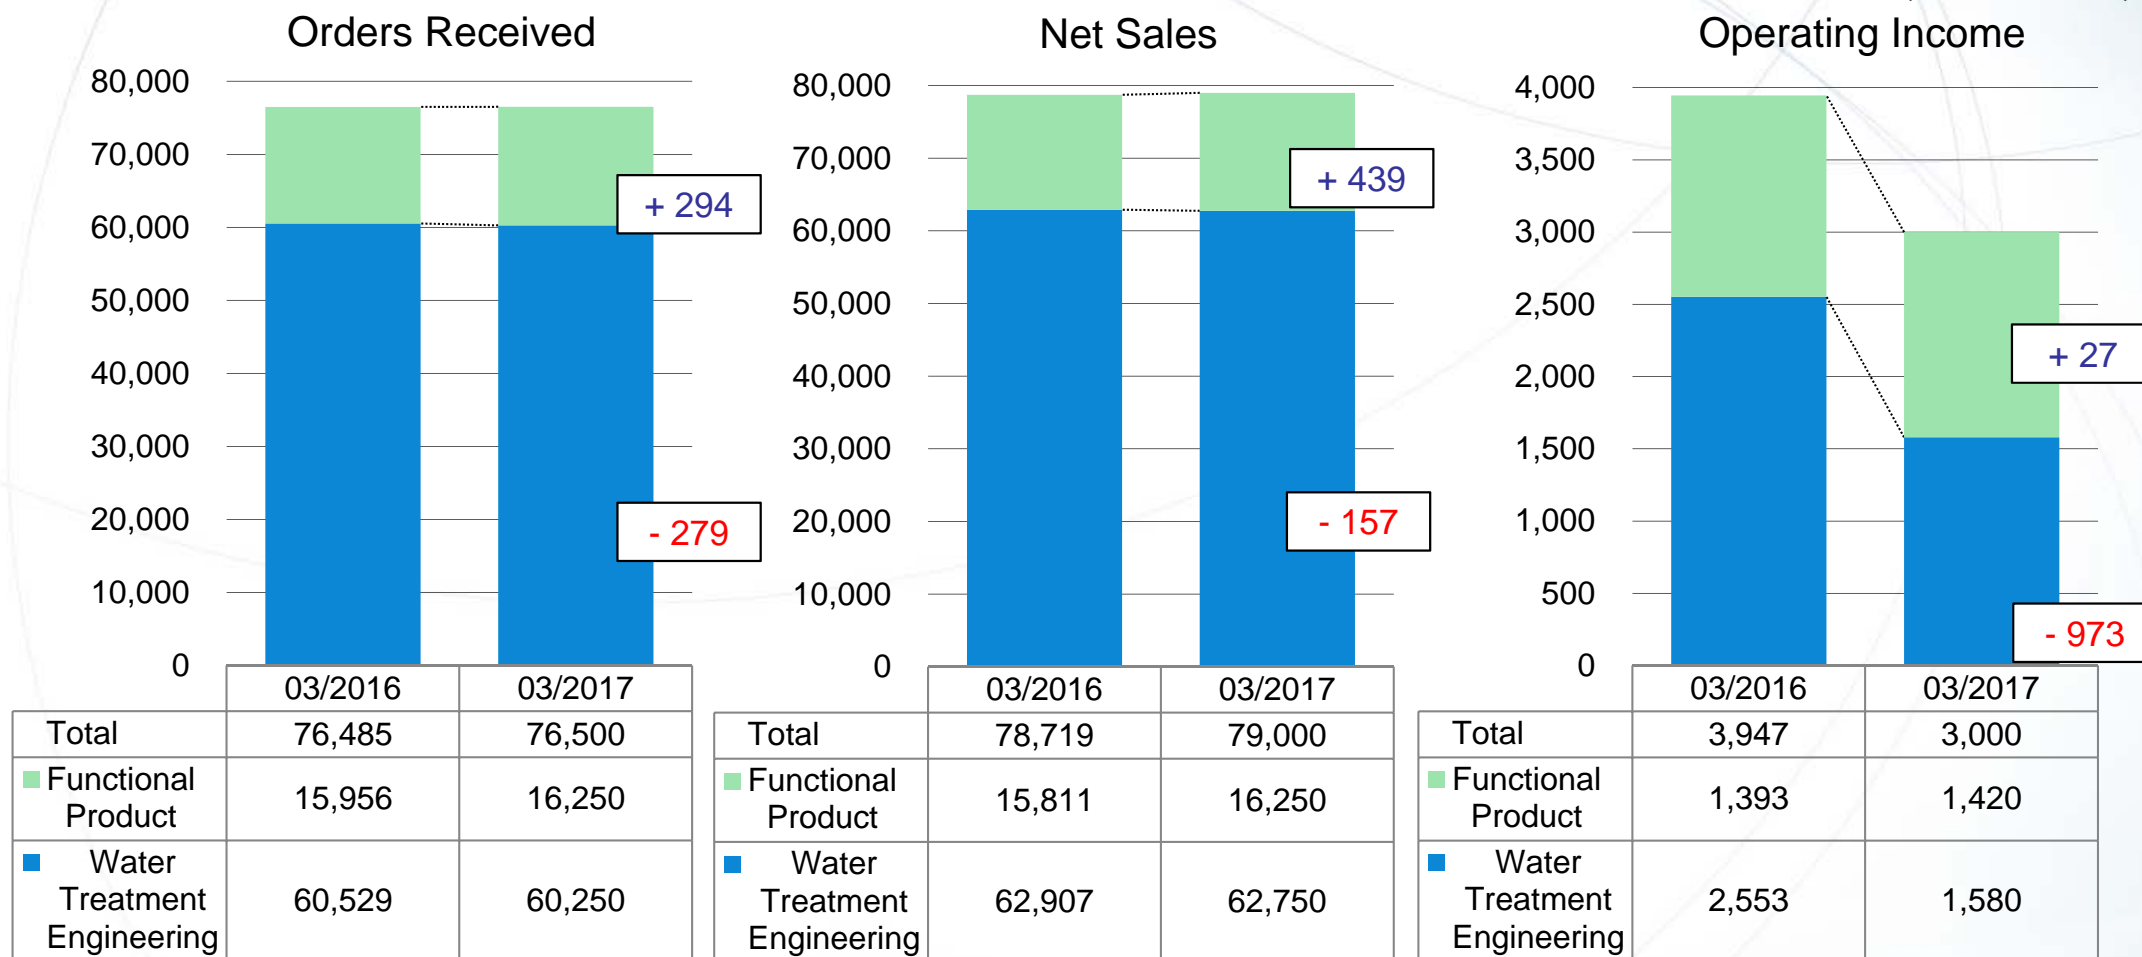 Orders Received
80,000
70,000
60,000
50,000
40,000
30,000
20,000
10,000
0
+ 294
- 279
03/2016 03/2017
Total 76,485 76,500
Functional
Product
15,956 16,250
Water
Treatment
Engineering
60,529 60,250
Net Sales
80,000
70,000
60,000
50,000
40,000
30,000
20,000
10,000
0
+ 439
- 157
03/2016 03/2017
Total 78,719 79,000
Functional
Product
15,811 16,250
Water
Treatment
Engineering
62,907 62,750
Operating Income
4,000
3,500
3,000
2,500
2,000
1,500
1,000
500
0
+ 27
- 973
03/2016 03/2017
Total 3,947 3,000
Functional
Product
1,393 1,420
Water
Treatment
Engineering
2,553 1,580